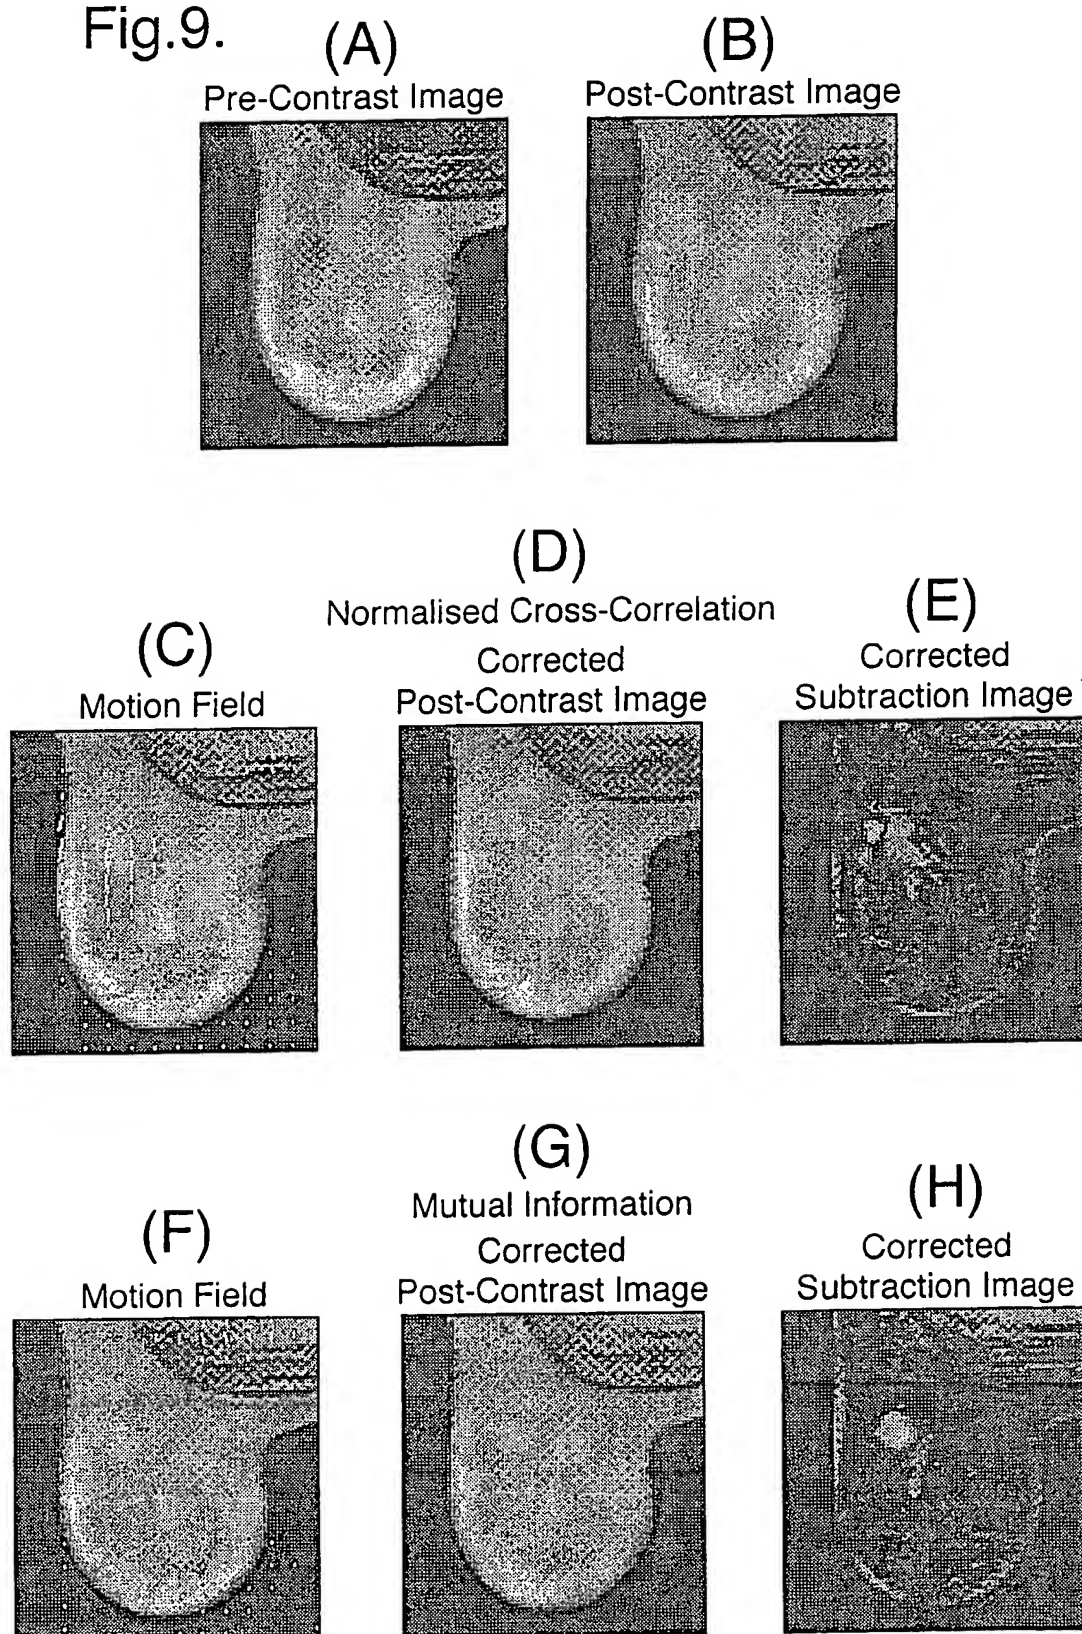 Fig.9.
(A)
Pre-Contrast Image
(B)
Post-Contrast Image
(C)
Motion Field
(D)
Normalised Cross-Correlation
Corrected
Post-Contrast Image
(E)
Corrected
Subtraction Image
(F)
Motion Field
(G)
Mutual Information
Corrected
Post-Contrast Image
(H)
Corrected
Subtraction Image